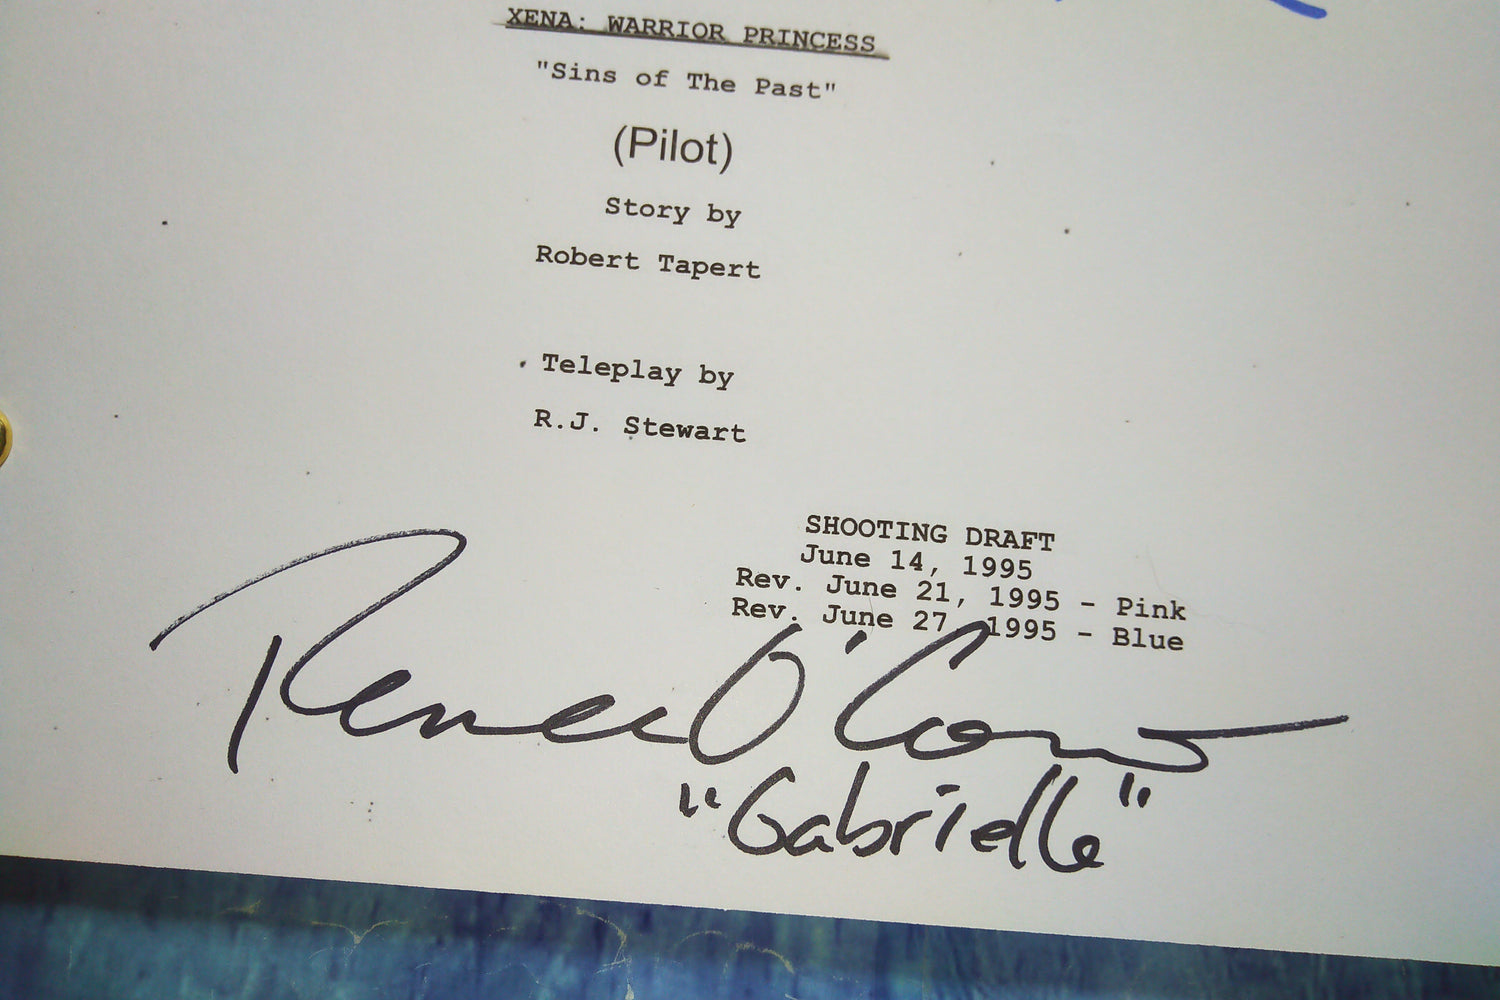 XENA: WARRIOR PRINCESS
"Sins of The Past"
(Pilot)
Story by
Robert Tapert
Teleplay by
R.J. Stewart
SHOOTING DRAFT
June 14, 1995
Rev. June 21, 1995 - Pink
Rev. June 27, 1995 - Blue
Renee O'Connor
"Gabrielle"